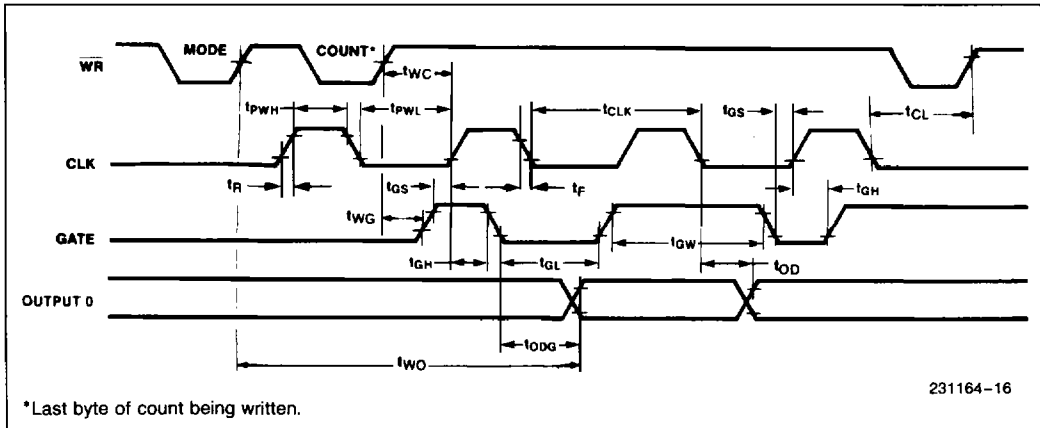 WR MODE COUNT*
tWC
tPWH tPWL tCLK tGS tCL
CLK
tR tGS tF tGH
tWG
GATE
tGH tGL tGW tOD
OUTPUT 0
tODG
tWO
231164–16
*Last byte of count being written.